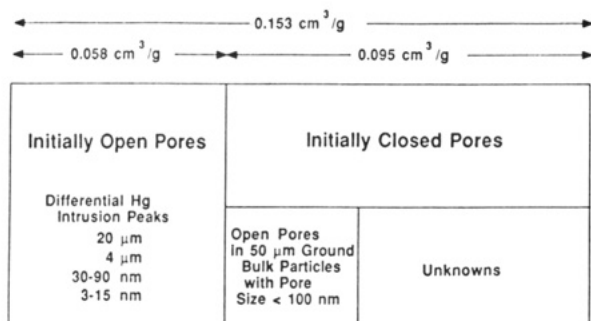 0.153 cm³/g
0.058 cm³/g
0.095 cm³/g
Initially Open Pores
Initially Closed Pores
Differential Hg
Intrusion Peaks
20 μm
4 μm
30-90 nm
3-15 nm
Open Pores
in 50 μm Ground
Bulk Particles
with Pore
Size < 100 nm
Unknowns